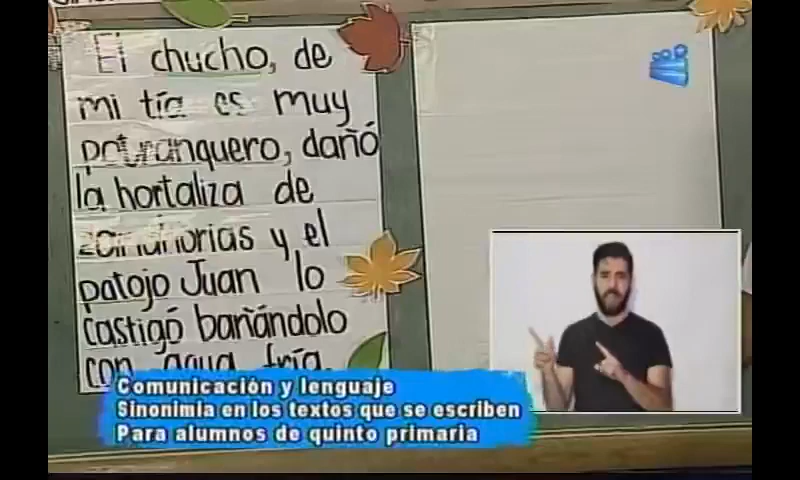 El chucho, de
mi tía es muy
potranquero, dañó
la hortaliza de
zanahorias y el
patojo Juan lo
castigó bañándolo
con agua fría.
Comunicación y lenguaje
Sinonimia en los textos que se escriben
Para alumnos de quinto primaria